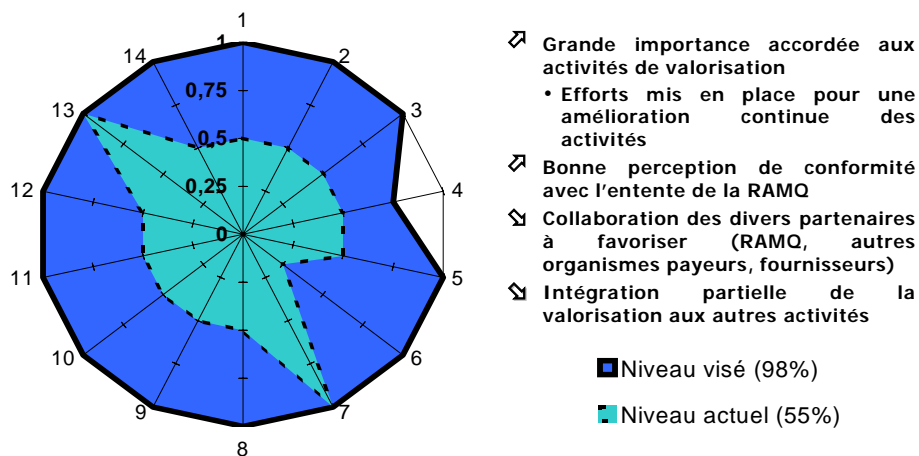 1
2
3
4
5
6
7
8
9
10
11
12
13
14
1
0,75
0,5
0,25
0
Grande importance accordée aux
activités de valorisation
• Efforts mis en place pour une
amélioration continue des
activités
Bonne perception de conformité
avec l'entente de la RAMQ
Collaboration des divers partenaires
à favoriser (RAMQ, autres
organismes payeurs, fournisseurs)
Intégration partielle de la
valorisation aux autres activités
Niveau visé (98%)
Niveau actuel (55%)